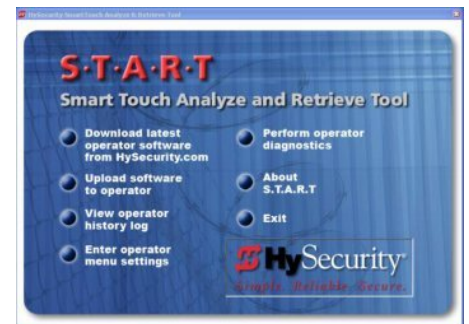 HySecurity Smart Touch Analyze & Retrieve Tool
S·T·A·R·T
Smart Touch Analyze and Retrieve Tool
Download latest
operator software
from HySecurity.com
Upload software
to operator
View operator
history log
Enter operator
menu settings
Perform operator
diagnostics
About
S.T.A.R.T
Exit
HySecurity
Simple. Reliable. Secure.